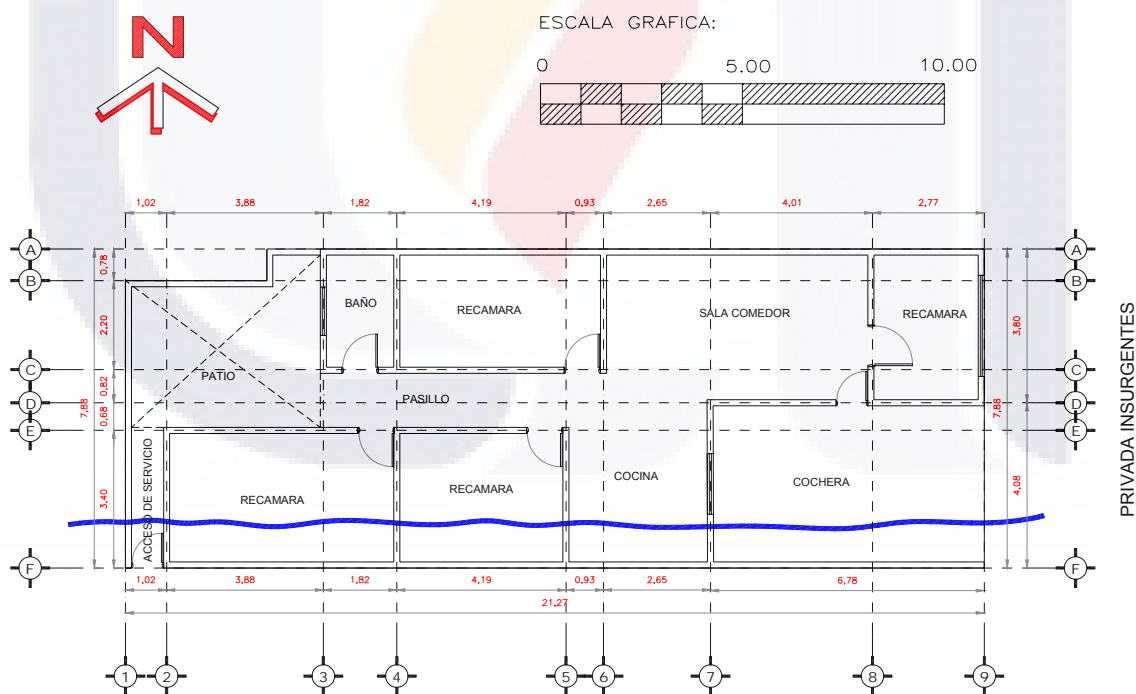 N
ESCALA GRAFICA:
0 5.00 10.00
1,02 3,88 1,82 4,19 0,93 2,65 4,01 2,77
A A
B B
C C
D D
E E
F F
0,78
2,20
0,82
0,68
3,40
7,88
3,80
7,88
4,08
BAÑO
RECAMARA
SALA COMEDOR
RECAMARA
PATIO
PASILLO
ACCESO DE SERVICIO
RECAMARA
RECAMARA
COCINA
COCHERA
PRIVADA INSURGENTES
1,02 3,88 1,82 4,19 0,93 2,65 6,78
21,27
1 2 3 4 5 6 7 8 9